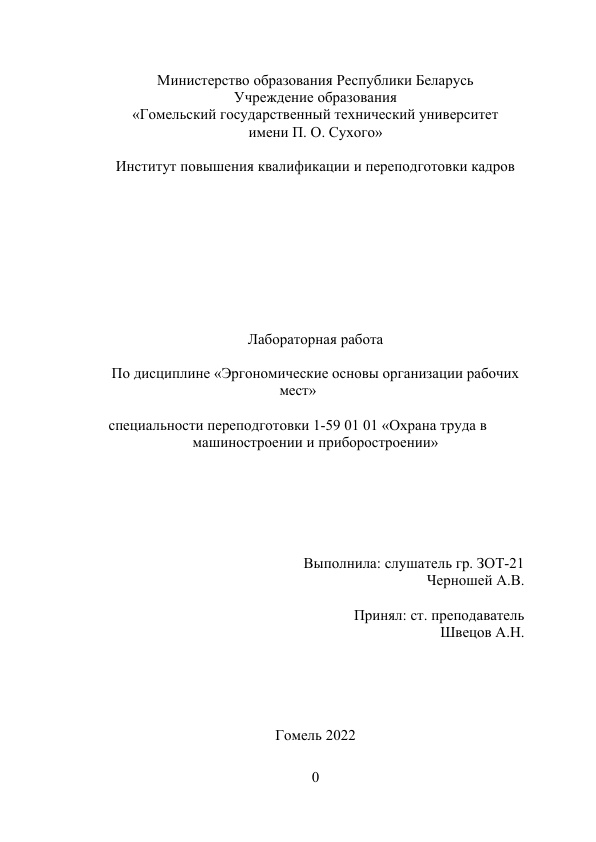 Министерство образования Республики Беларусь
Учреждение образования
«Гомельский государственный технический университет
имени П. О. Сухого»
Институт повышения квалификации и переподготовки кадров
Лабораторная работа
По дисциплине «Эргономические основы организации рабочих
мест»
специальности переподготовки 1-59 01 01 «Охрана труда в
машиностроении и приборостроении»
Выполнила: слушатель гр. ЗОТ-21
Черношей А.В.
Принял: ст. преподаватель
Швецов А.Н.
Гомель 2022
0